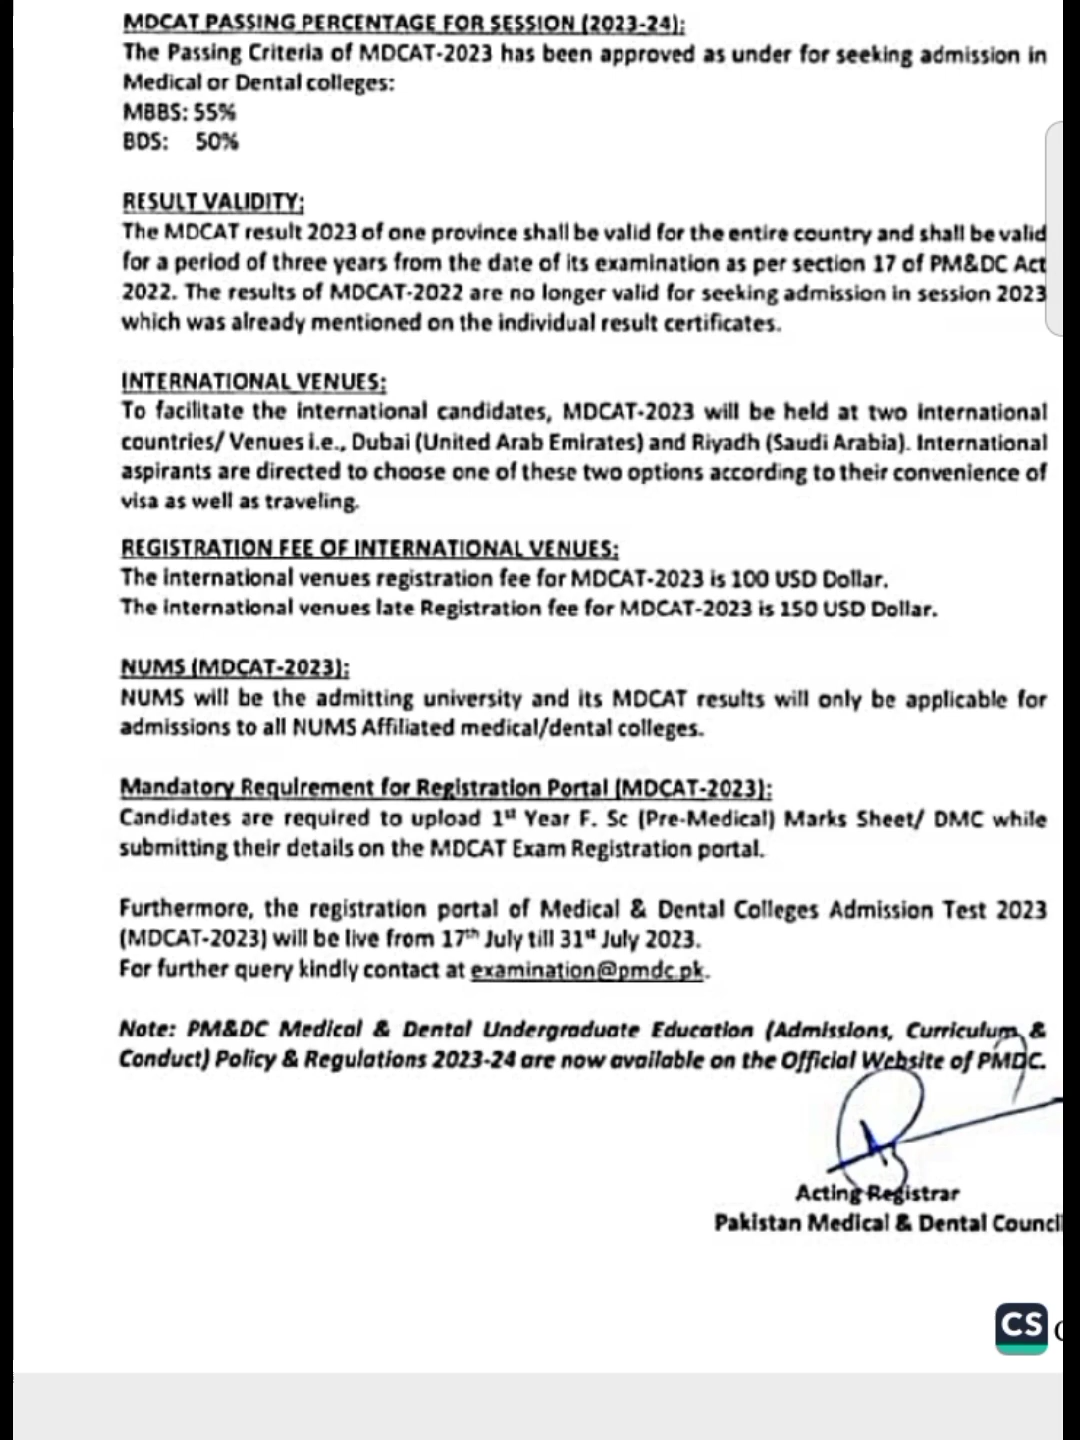 MDCAT PASSING PERCENTAGE FOR SESSION (2023-24):
The Passing Criteria of MDCAT-2023 has been approved as under for seeking admission in
Medical or Dental colleges:
MBBS: 55%
BDS: 50%
RESULT VALIDITY:
The MDCAT result 2023 of one province shall be valid for the entire country and shall be valid
for a period of three years from the date of its examination as per section 17 of PM&DC Act
2022. The results of MDCAT-2022 are no longer valid for seeking admission in session 2023
which was already mentioned on the individual result certificates.
INTERNATIONAL VENUES:
To facilitate the international candidates, MDCAT-2023 will be held at two international
countries/ Venues i.e., Dubai (United Arab Emirates) and Riyadh (Saudi Arabia). International
aspirants are directed to choose one of these two options according to their convenience of
visa as well as traveling.
REGISTRATION FEE OF INTERNATIONAL VENUES:
The international venues registration fee for MDCAT-2023 is 100 USD Dollar.
The international venues late Registration fee for MDCAT-2023 is 150 USD Dollar.
NUMS (MDCAT-2023):
NUMS will be the admitting university and its MDCAT results will only be applicable for
admissions to all NUMS Affiliated medical/dental colleges.
Mandatory Requirement for Registration Portal (MDCAT-2023):
Candidates are required to upload 1st Year F. Sc (Pre-Medical) Marks Sheet/ DMC while
submitting their details on the MDCAT Exam Registration portal.
Furthermore, the registration portal of Medical & Dental Colleges Admission Test 2023
(MDCAT-2023) will be live from 17th July till 31st July 2023.
For further query kindly contact at examination@pmdc.pk.
Note: PM&DC Medical & Dental Undergraduate Education (Admissions, Curriculum & 
Conduct) Policy & Regulations 2023-24 are now available on the Official Website of PMDC.
Acting Registrar
Pakistan Medical & Dental Council
CS